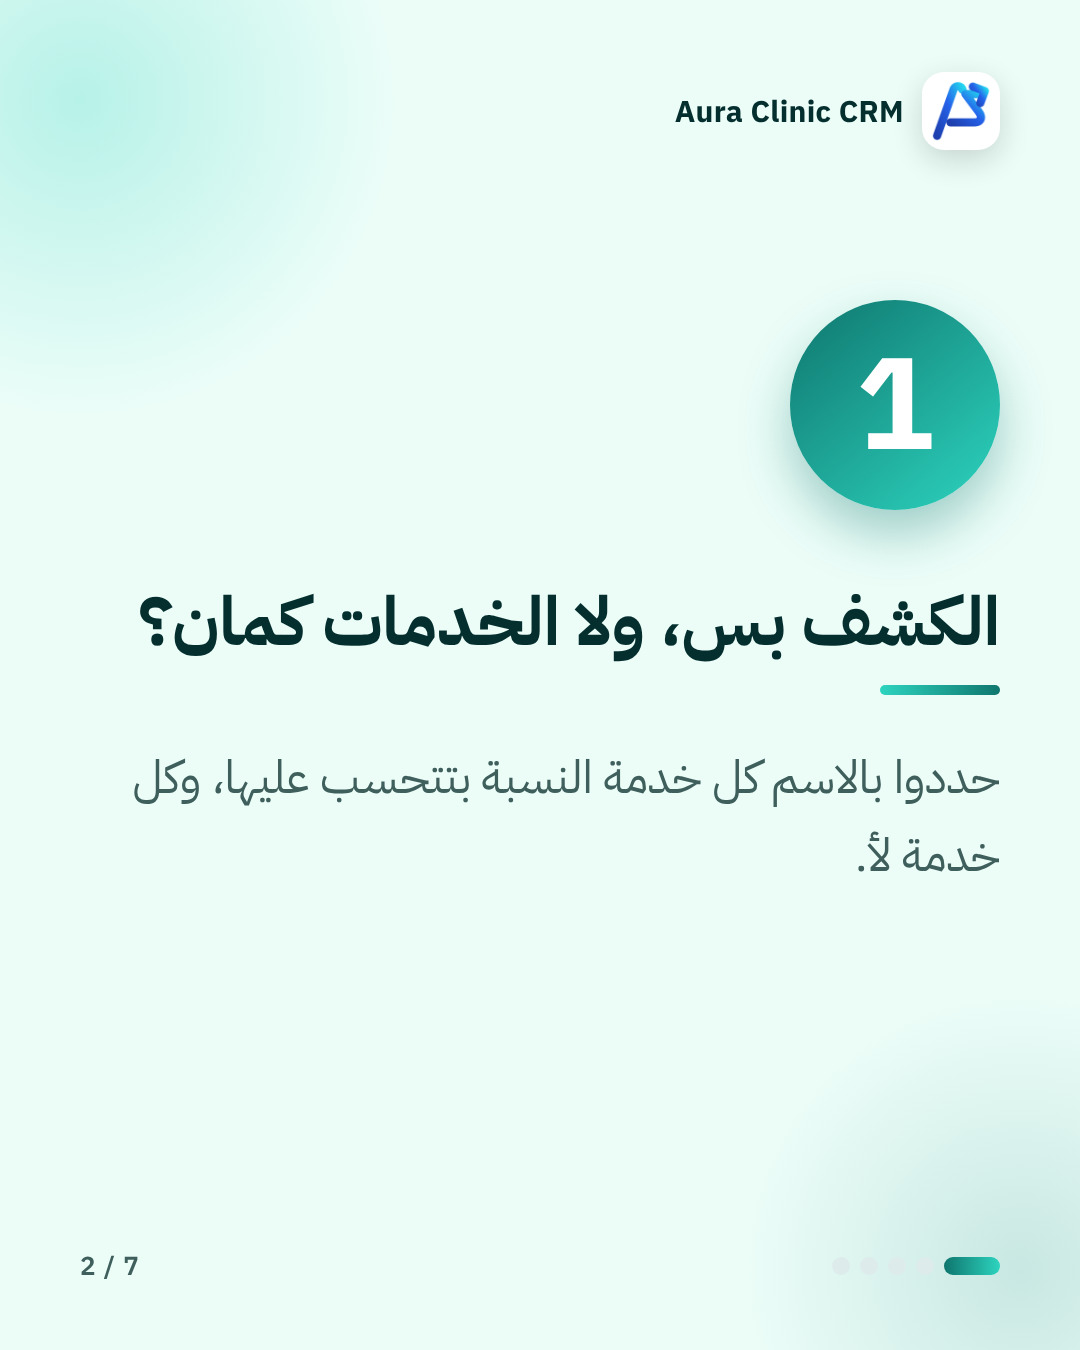 Aura Clinic CRM
1
الكشف بس، ولا الخدمات كمان؟
حددوا بالاسم كل خدمة النسبة بتتحسب عليها، وكل
خدمة لأ.
2 / 7